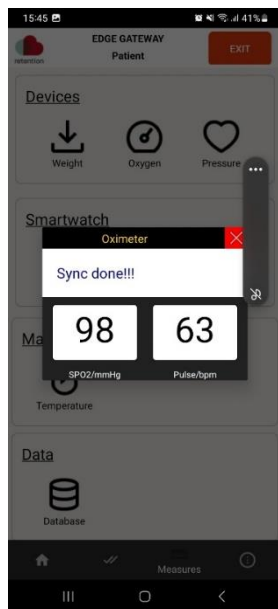 15:45 41%
EDGE GATEWAY
Patient
EXIT
retention
Devices
Weight Oxygen Pressure
Smartwatch
Oximeter
Sync done!!!
98 63
SPO2/mmHg Pulse/bpm
Ma
Temperature
Data
Database
Measures